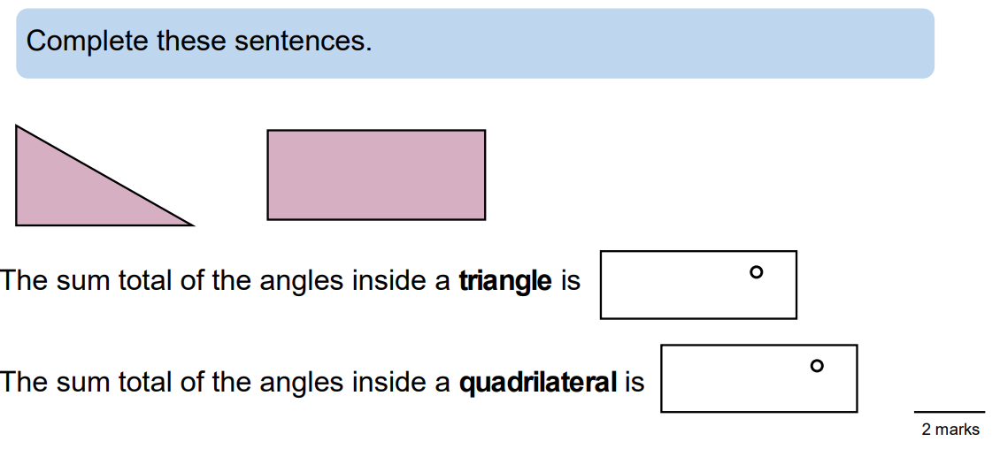 Complete these sentences.
The sum total of the angles inside a triangle is °
The sum total of the angles inside a quadrilateral is °
2 marks